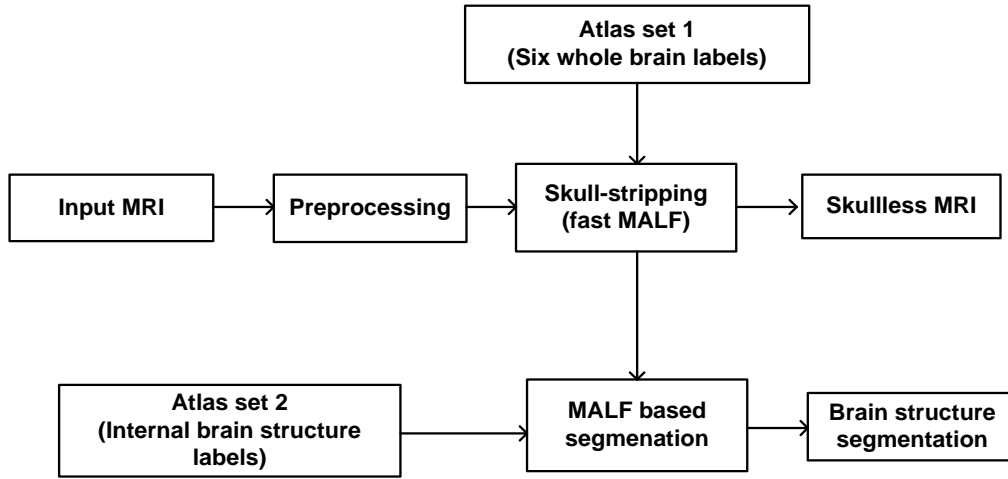 Atlas set 1
(Six whole brain labels)
Input MRI
Preprocessing
Skull-stripping
(fast MALF)
Skullless MRI
Atlas set 2
(Internal brain structure
labels)
MALF based
segmenation
Brain structure
segmentation